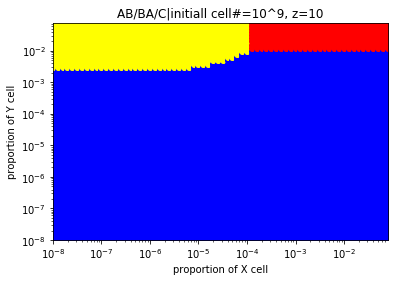 AB/BA/C|initiall cell#=10^9, z=10
proportion of Y cell
10⁻²
10⁻³
10⁻⁴
10⁻⁵
10⁻⁶
10⁻⁷
10⁻⁸
10⁻⁸ 10⁻⁷ 10⁻⁶ 10⁻⁵ 10⁻⁴ 10⁻³ 10⁻²
proportion of X cell